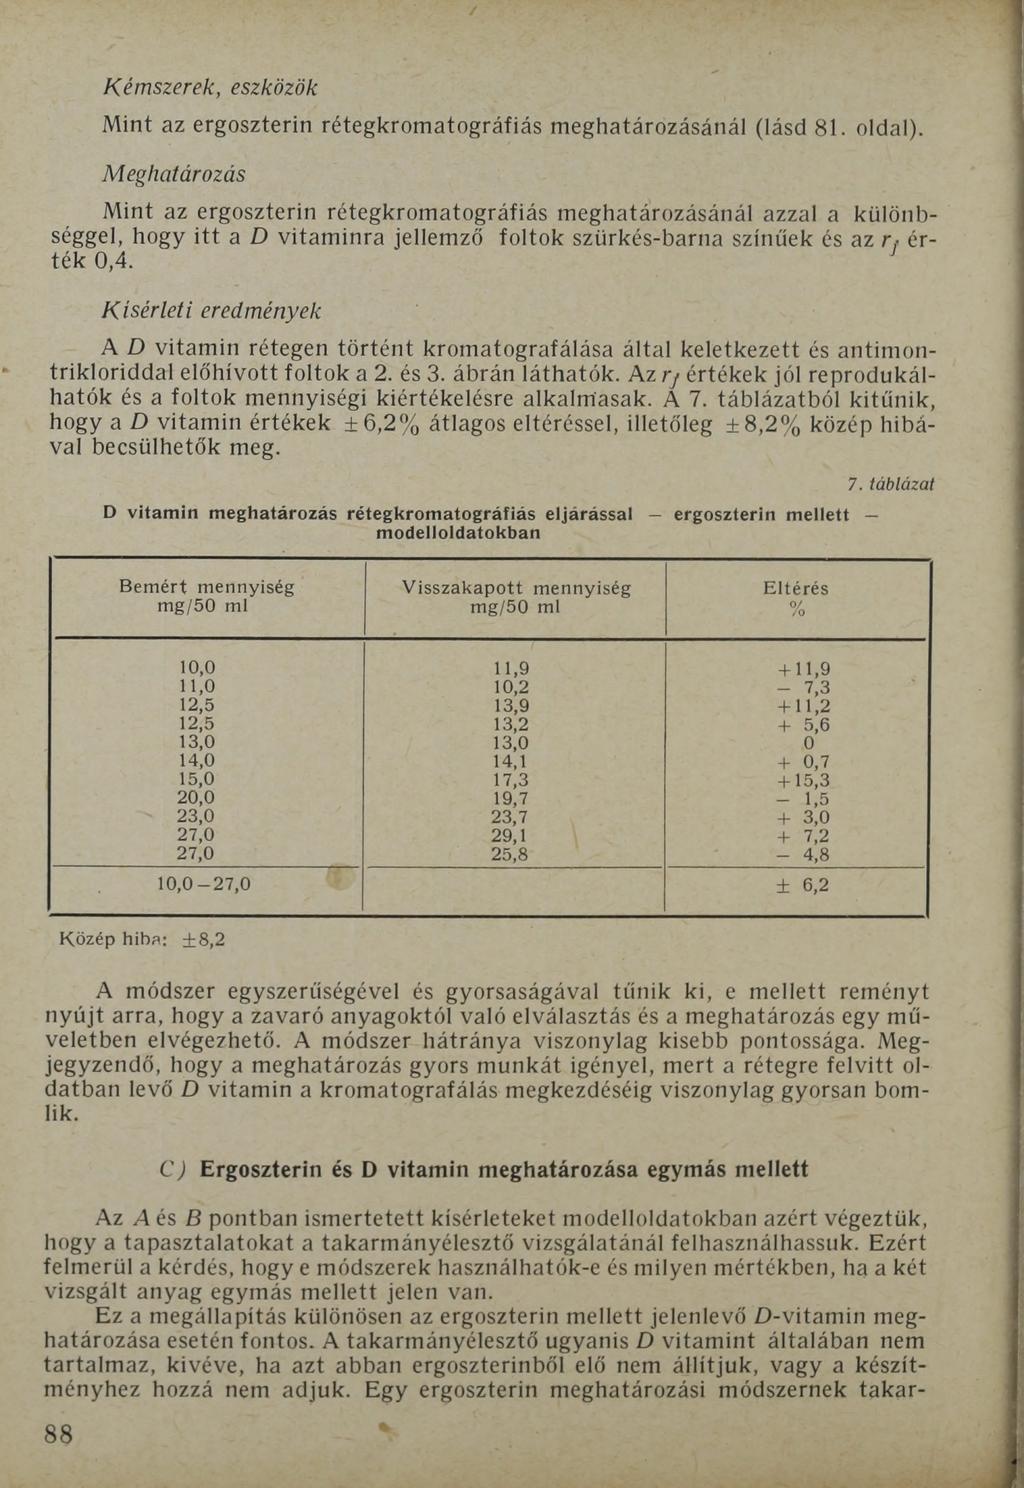 Kémszerek, eszközök
Mint az ergoszterin rétegkromatográfiás meghatározásánál (lásd 81. oldal).
Meghatározás
Mint az ergoszterin rétegkromatográfiás meghatározásánál azzal a különb-
séggel, hogy itt a D vitaminra jellemző foltok szürkés-barna színűek és az rf ér-
ték 0,4.
Kisérleti eredmények
A D vitamin rétegen történt kromatografálása által keletkezett és antimon-
trikloriddal előhívott foltok a 2. és 3. ábrán láthatók. Az rf értékek jól reprodukál-
hatók és a foltok mennyiségi kiértékelésre alkalmasak. A 7. táblázatból kitűnik,
hogy a D vitamin értékek ±6,2% átlagos eltéréssel, illetőleg ±8,2% közép hibá-
val becsülhetők meg.
7. táblázat
D vitamin meghatározás rétegkromatográfiás eljárással — ergoszterin mellett —
modelloldatokban
Bemért mennyiség Visszakapott mennyiség Eltérés
mg/50 ml mg/50 ml %
10,0 11,9 +11,9
11,0 10,2 – 7,3
12,5 13,9 +11,2
12,5 13,2 + 5,6
13,0 13,0 0
14,0 14,1 + 0,7
15,0 17,3 +15,3
20,0 19,7 – 1,5
23,0 23,7 + 3,0
27,0 29,1 + 7,2
27,0 25,8 – 4,8
10,0–27,0 ± 6,2
Közép hiba: ±8,2
A módszer egyszerűségével és gyorsaságával tűnik ki, e mellett reményt
nyújt arra, hogy a zavaró anyagoktól való elválasztás és a meghatározás egy mű-
veletben elvégezhető. A módszer hátránya viszonylag kisebb pontossága. Meg-
jegyzendő, hogy a meghatározás gyors munkát igényel, mert a rétegre felvitt ol-
datban levő D vitamin a kromatografálás megkezdéséig viszonylag gyorsan bom-
lik.
C) Ergoszterin és D vitamin meghatározása egymás mellett
Az A és B pontban ismertetett kísérleteket modelloldatokban azért végeztük,
hogy a tapasztalatokat a takarmányélesztő vizsgálatánál felhasználhassuk. Ezért
felmerül a kérdés, hogy e módszerek használhatók-e és milyen mértékben, ha a két
vizsgált anyag egymás mellett jelen van.
Ez a megállapítás különösen az ergoszterin mellett jelenlevő D-vitamin meg-
határozása esetén fontos. A takarmányélesztő ugyanis D vitamint általában nem
tartalmaz, kivéve, ha azt abban ergoszterinből elő nem állítjuk, vagy a készít-
ményhez hozzá nem adjuk. Egy ergoszterin meghatározási módszernek takar-
88